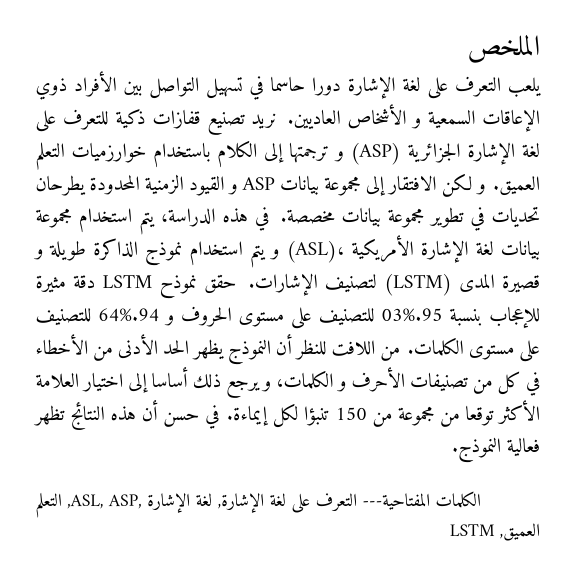 الملخص
يلعب التعرف على لغة الإشارة دورا حاسما في تسهيل التواصل بين الأفراد ذوي
الإعاقات السمعية و الأشخاص العاديين. نريد تصنيع قفازات ذكية للتعرف على
لغة الإشارة الجزائرية (ASP) و ترجمتها إلى الكلام باستخدام خوارزميات التعلم
العميق. و لكن الافتقار إلى مجموعة بيانات ASP و القيود الزمنية المحدودة يطرحان
تحديات في تطوير مجموعة بيانات مخصصة. في هذه الدراسة، يتم استخدام مجموعة
بيانات لغة الإشارة الأمريكية ،(ASL) و يتم استخدام نموذج الذاكرة طويلة و
قصيرة المدى (LSTM) لتصنيف الإشارات. حقق نموذج LSTM دقة مثيرة
للإعجاب بنسبة 95.%03 للتصنيف على مستوى الحروف و 94.%64 للتصنيف
على مستوى الكلمات. من اللافت للنظر أن النموذج يظهر الحد الأدنى من الأخطاء
في كل من تصنيفات الأحرف و الكلمات، و يرجع ذلك أساسا إلى اختيار العلامة
الأكثر توقعا من مجموعة من 150 تنبؤا لكل إيماءة. في حسن أن هذه النتائج تظهر
فعالية النموذج.
الكلمات المفتاحية--- التعرف على لغة الإشارة, لغة الإشارة ,ASL, ASP, التعلم
العميق, LSTM